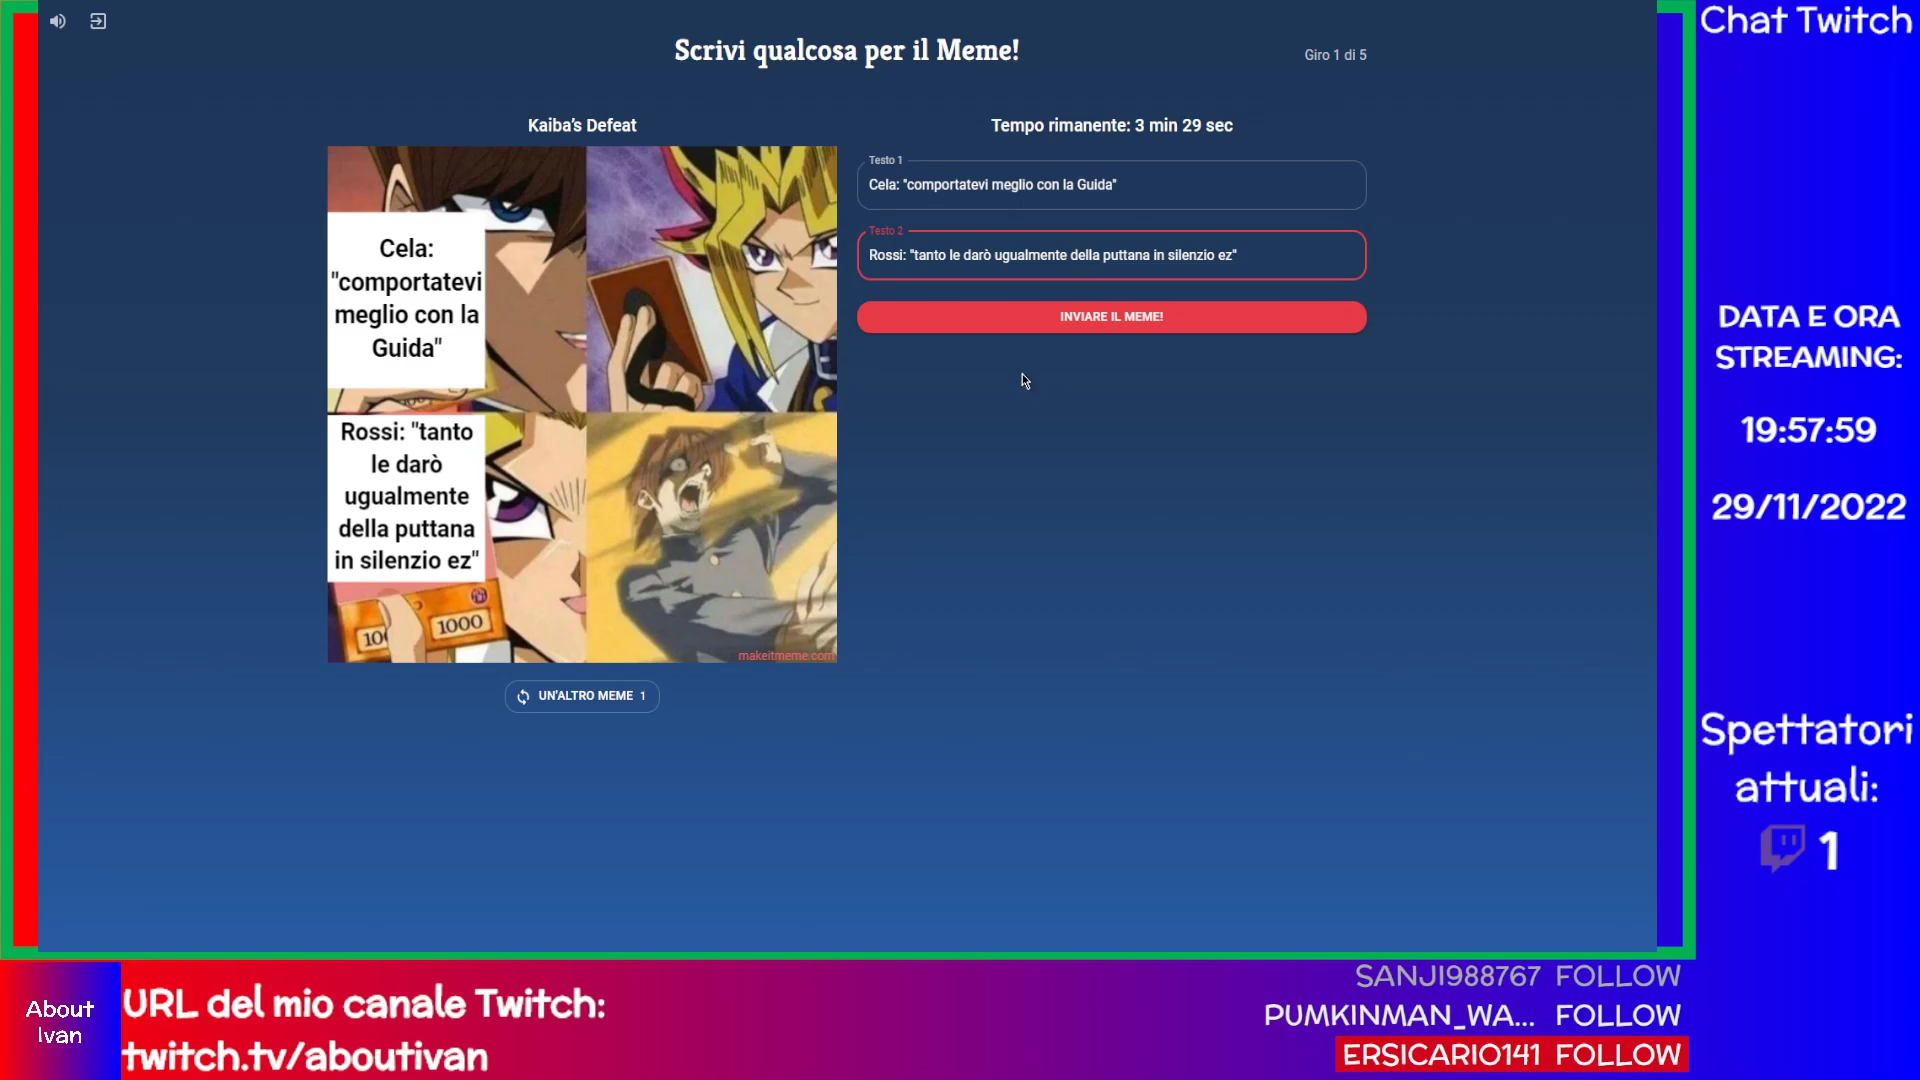 Scrivi qualcosa per il Meme!
Giro 1 di 5
Kaiba's Defeat
Cela:
"comportatevi
meglio con la
Guida"
Rossi: "tanto
le darò
ugualmente
della puttana
in silenzio ez"
1000
makeitmeme.com
UN'ALTRO MEME 1
Tempo rimanente: 3 min 29 sec
Testo 1
Cela: "comportatevi meglio con la Guida"
Testo 2
Rossi: "tanto le darò ugualmente della puttana in silenzio ez"
INVIARE IL MEME!
Chat Twitch
DATA E ORA
STREAMING:
19:57:59
29/11/2022
Spettatori
attuali:
1
About
Ivan
URL del mio canale Twitch:
twitch.tv/aboutivan
SANJI988767 FOLLOW
PUMKINMAN_WA... FOLLOW
ERSICARIO141 FOLLOW